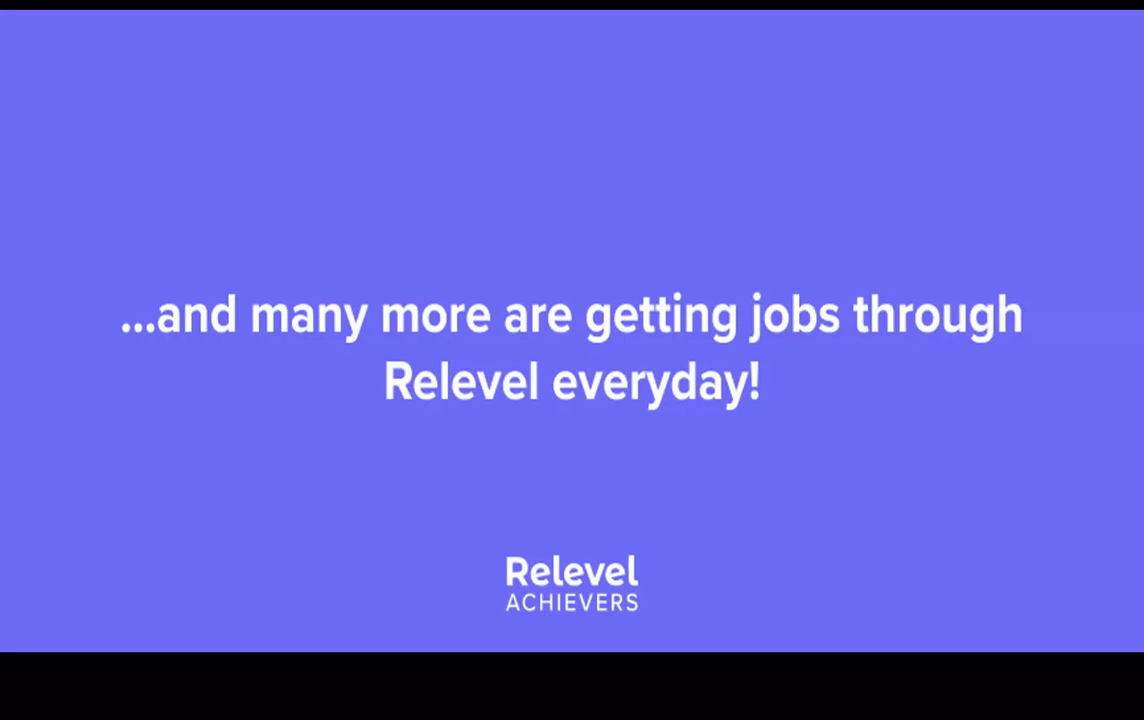 ...and many more are getting jobs through
Relevel everyday!
Relevel
ACHIEVERS